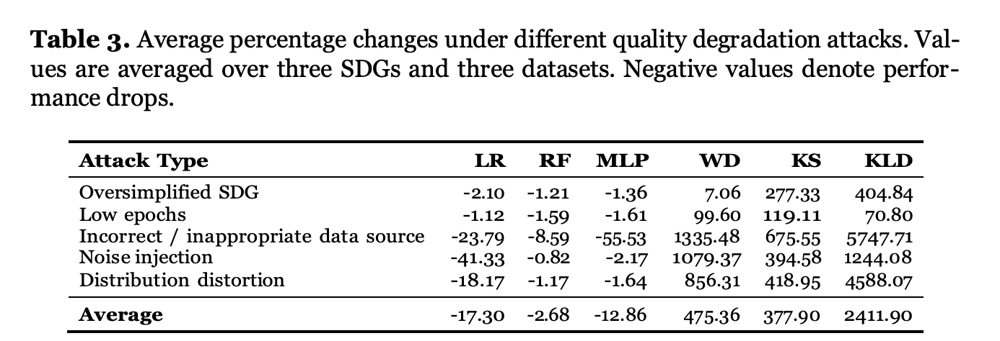 Table 3. Average percentage changes under different quality degradation attacks. Val-
ues are averaged over three SDGs and three datasets. Negative values denote perfor-
mance drops.
Attack Type LR RF MLP WD KS KLD
Oversimplified SDG -2.10 -1.21 -1.36 7.06 277.33 404.84
Low epochs -1.12 -1.59 -1.61 99.60 119.11 70.80
Incorrect / inappropriate data source -23.79 -8.59 -55.53 1335.48 675.55 5747.71
Noise injection -41.33 -0.82 -2.17 1079.37 394.58 1244.08
Distribution distortion -18.17 -1.17 -1.64 856.31 418.95 4588.07
Average -17.30 -2.68 -12.86 475.36 377.90 2411.90